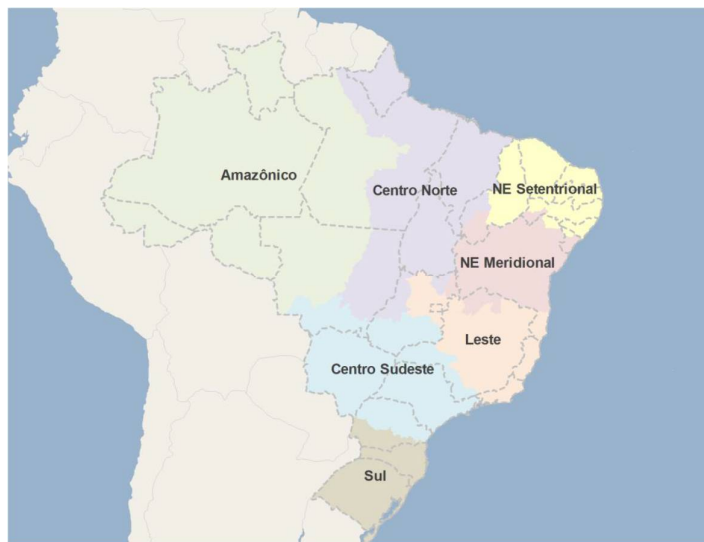 Amazônico
Centro Norte
NE Setentrional
NE Meridional
Leste
Centro Sudeste
Sul